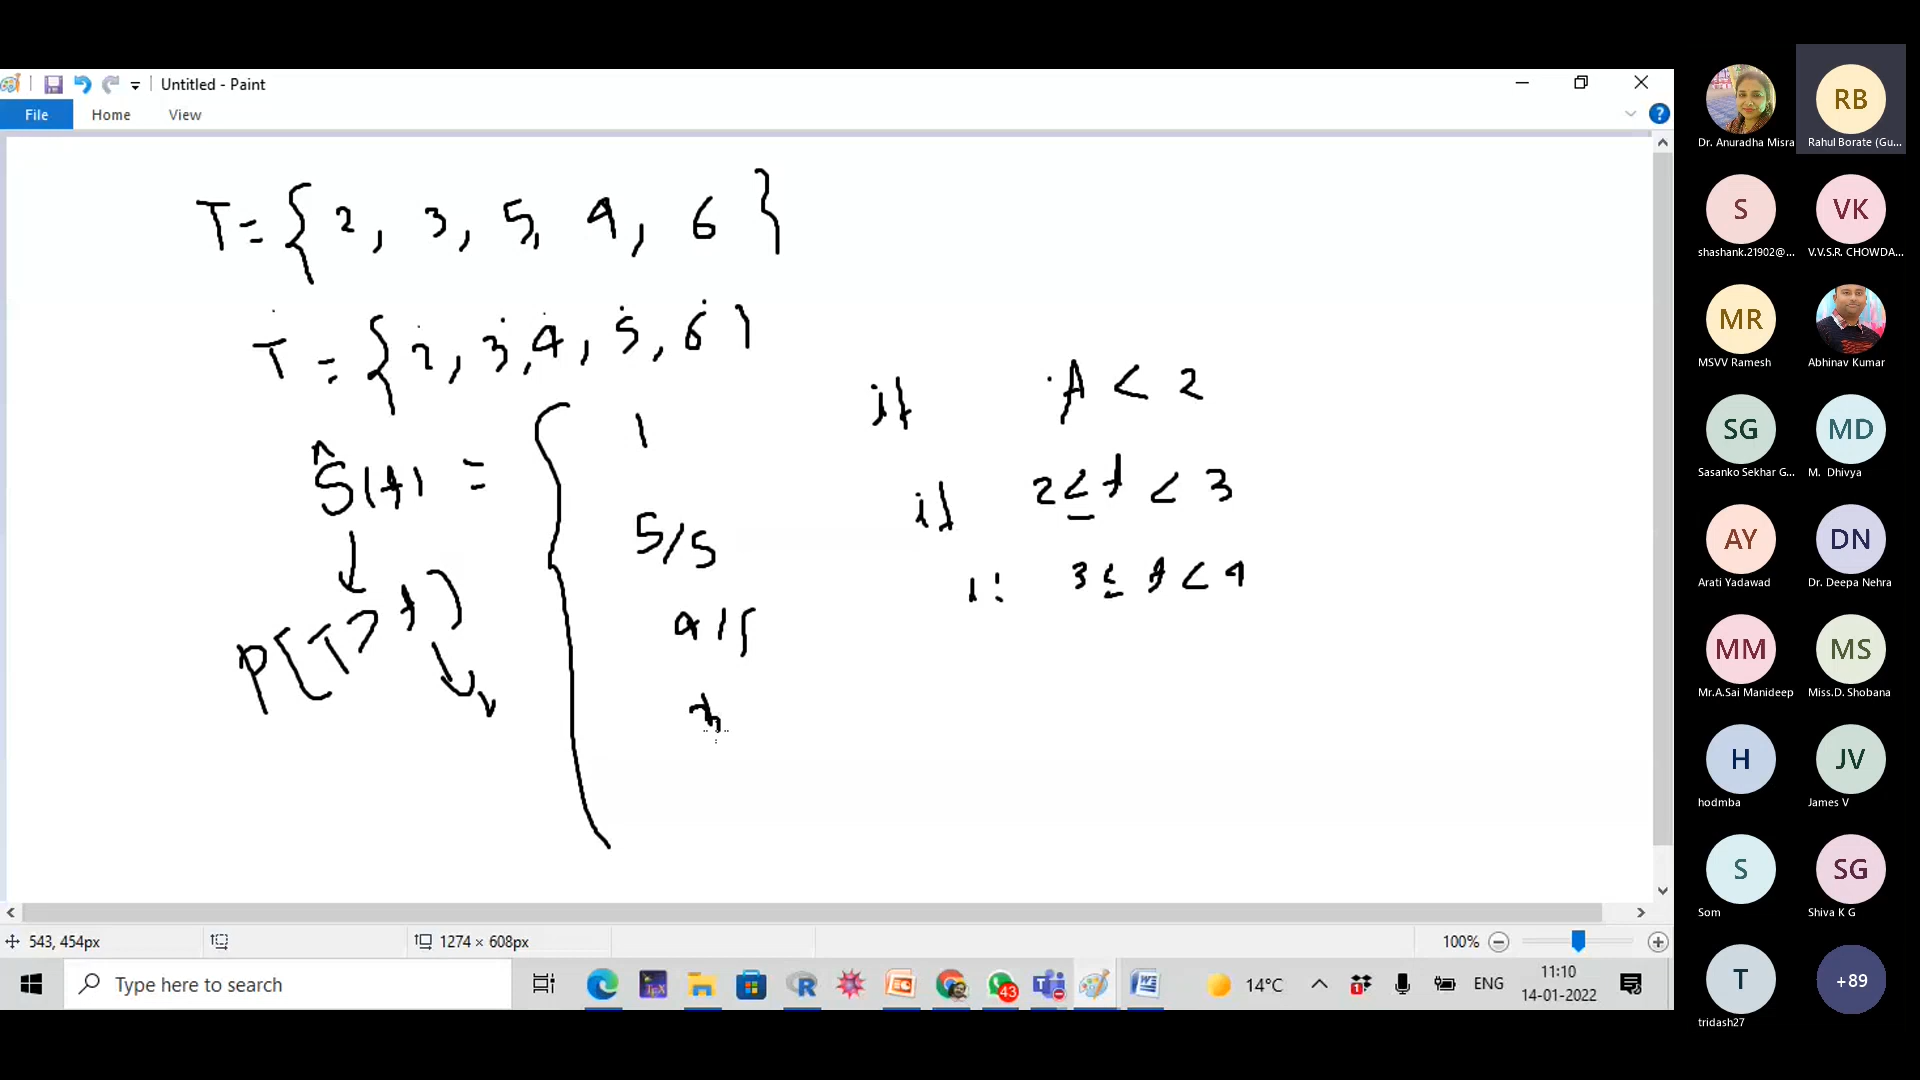 Untitled - Paint
File Home View
T = { 2, 3, 5, 4, 6 }
T = { 2, 3, 4, 5, 6 }
Ŝ(t) = { 1 if t < 2
5/5 if 2 ≤ t < 3
4/5 if 3 ≤ t < 4
P[T > t)
543, 454px
1274 × 608px
100%
Type here to search
43
1
14°C
ENG
11:10
14-01-2022
Dr. Anuradha Misra
RB
Rahul Borate (Gu...
S
shashank.21902@...
VK
V.V.S.R. CHOWDA...
MR
MSVV Ramesh
Abhinav Kumar
SG
Sasanko Sekhar G...
MD
M. Dhivya
AY
Arati Yadawad
DN
Dr. Deepa Nehra
MM
Mr.A.Sai Manideep
MS
Miss.D. Shobana
H
hodmba
JV
James V
S
Som
SG
Shiva K G
T
tridash27
+89